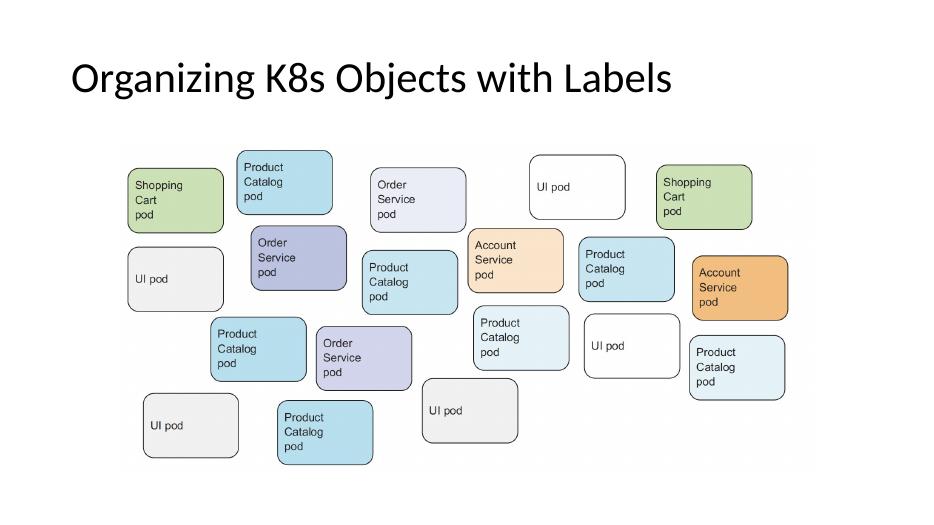 Organizing K8s Objects with Labels
Shopping
Cart
pod
Product
Catalog
pod
Order
Service
pod
UI pod
Shopping
Cart
pod
UI pod
Order
Service
pod
Product
Catalog
pod
Account
Service
pod
Product
Catalog
pod
Account
Service
pod
Product
Catalog
pod
Order
Service
pod
Product
Catalog
pod
UI pod
Product
Catalog
pod
UI pod
Product
Catalog
pod
UI pod